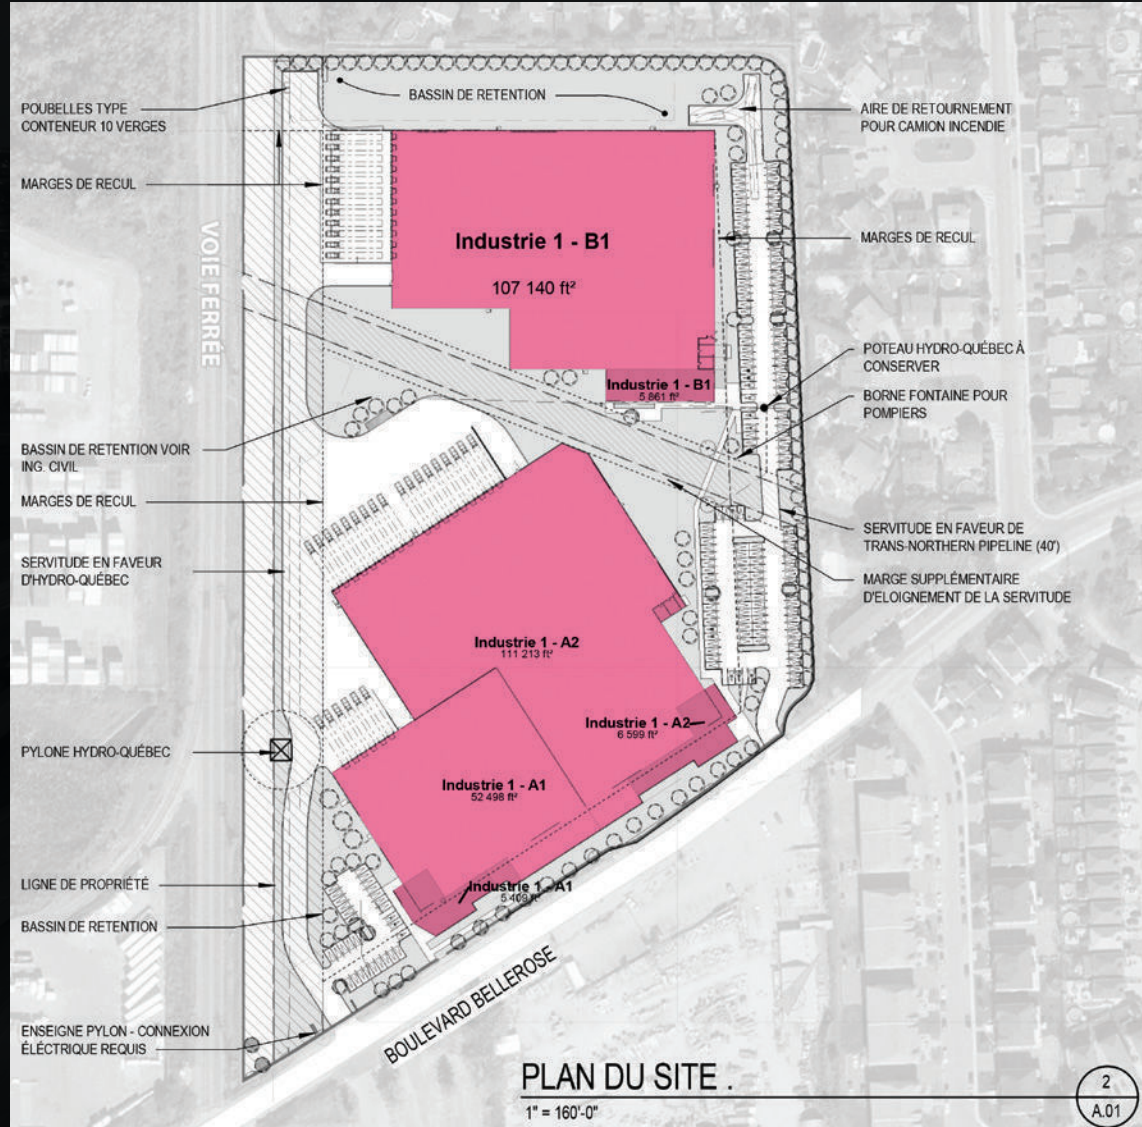 POUBELLES TYPE
CONTENEUR 10 VERGES
BASSIN DE RETENTION
AIRE DE RETOURNEMENT
POUR CAMION INCENDIE
MARGES DE RECUL
VOIE FERRÉE
Industrie 1 - B1
107 140 ft²
MARGES DE RECUL
POTEAU HYDRO-QUÉBEC À
CONSERVER
Industrie 1 - B1
5 861 ft²
BORNE FONTAINE POUR
POMPIERS
BASSIN DE RETENTION VOIR
ING. CIVIL
MARGES DE RECUL
SERVITUDE EN FAVEUR DE
TRANS-NORTHERN PIPELINE (40')
SERVITUDE EN FAVEUR
D'HYDRO-QUÉBEC
MARGE SUPPLÉMENTAIRE
D'ELOIGNEMENT DE LA SERVITUDE
Industrie 1 - A2
111 213 ft²
Industrie 1 - A2
6 599 ft²
PYLONE HYDRO-QUÉBEC
Industrie 1 - A1
52 498 ft²
LIGNE DE PROPRIÉTÉ
Industrie 1 - A1
5 409 ft²
BASSIN DE RETENTION
BOULEVARD BELLEROSE
ENSEIGNE PYLON - CONNEXION
ÉLÉCTRIQUE REQUIS
PLAN DU SITE .
1" = 160'-0"
2
A.01